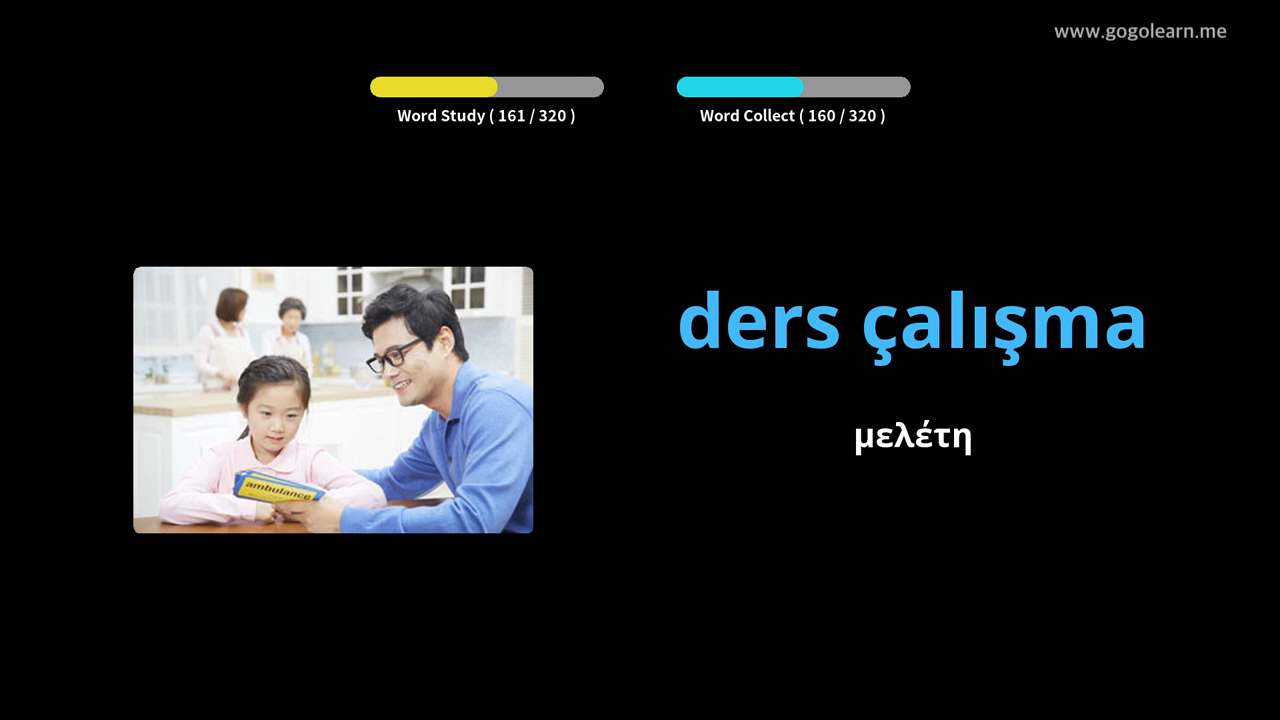 www.gogolearn.me
Word Study ( 161 / 320 )
Word Collect ( 160 / 320 )
ders çalışma
μελέτη
ambulance